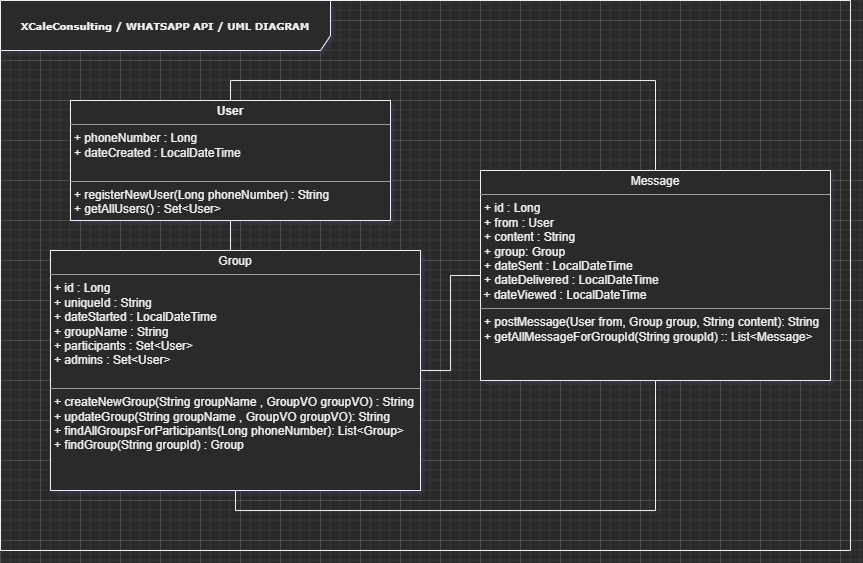 XCaleConsulting / WHATSAPP API / UML DIAGRAM
User
+ phoneNumber : Long
+ dateCreated : LocalDateTime
+ registerNewUser(Long phoneNumber) : String
+ getAllUsers() : Set<User>
Message
+ id : Long
+ from : User
+ content : String
+ group: Group
+ dateSent : LocalDateTime
+ dateDelivered : LocalDateTime
+ dateViewed : LocalDateTime
+ postMessage(User from, Group group, String content): String
+ getAllMessageForGroupId(String groupId) :: List<Message>
Group
+ id : Long
+ uniqueId : String
+ dateStarted : LocalDateTime
+ groupName : String
+ participants : Set<User>
+ admins : Set<User>
+ createNewGroup(String groupName , GroupVO groupVO) : String
+ updateGroup(String groupName , GroupVO groupVO): String
+ findAllGroupsForParticipants(Long phoneNumber): List<Group>
+ findGroup(String groupId) : Group